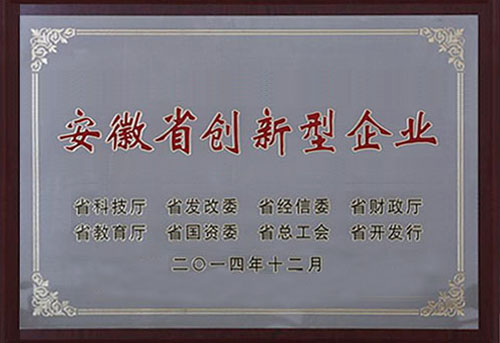 安徽省创新型企业
省科技厅 省发改委 省经信委 省财政厅
省教育厅 省国资委 省总工会 省开发行
二〇一四年十二月